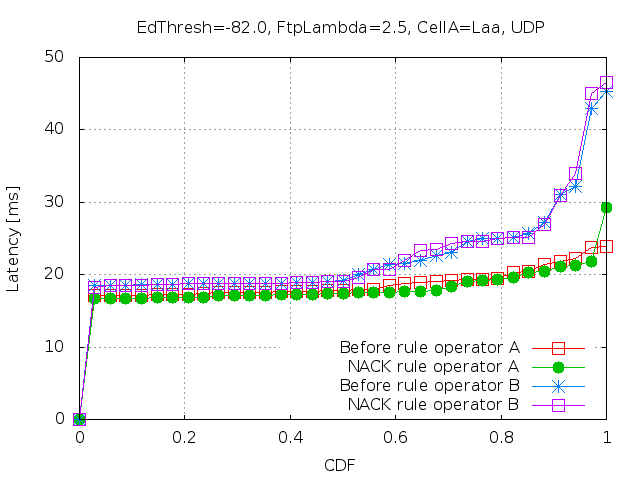 EdThresh=-82.0, FtpLambda=2.5, CellA=Laa, UDP
50
40
30
20
10
0
Latency [ms]
Before rule operator A
NACK rule operator A
Before rule operator B
NACK rule operator B
0 0.2 0.4 0.6 0.8 1
CDF